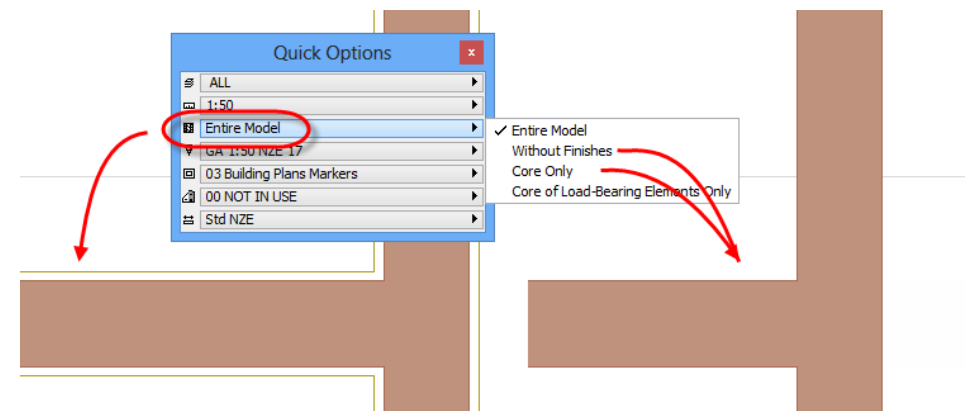 Quick Options
x
ALL
1:50
Entire Model
GA 1:50 NZE 17
03 Building Plans Markers
00 NOT IN USE
Std NZE
Entire Model
Without Finishes
Core Only
Core of Load-Bearing Elements Only